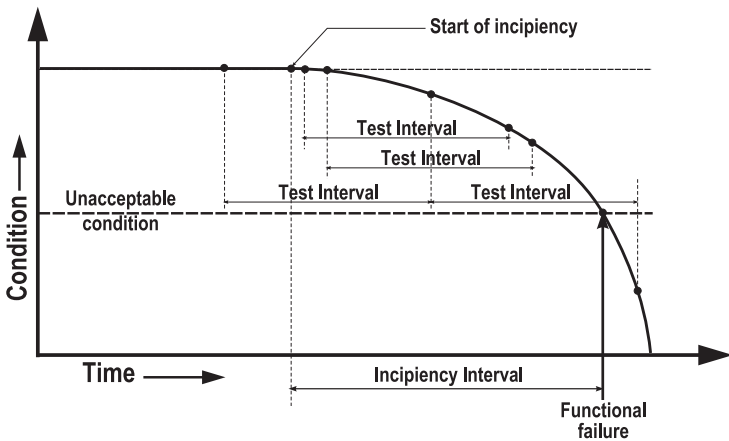 Start of incipiency
Test Interval
Test Interval
Test Interval
Test Interval
Unacceptable
condition
Condition
Time
Incipiency Interval
Functional
failure